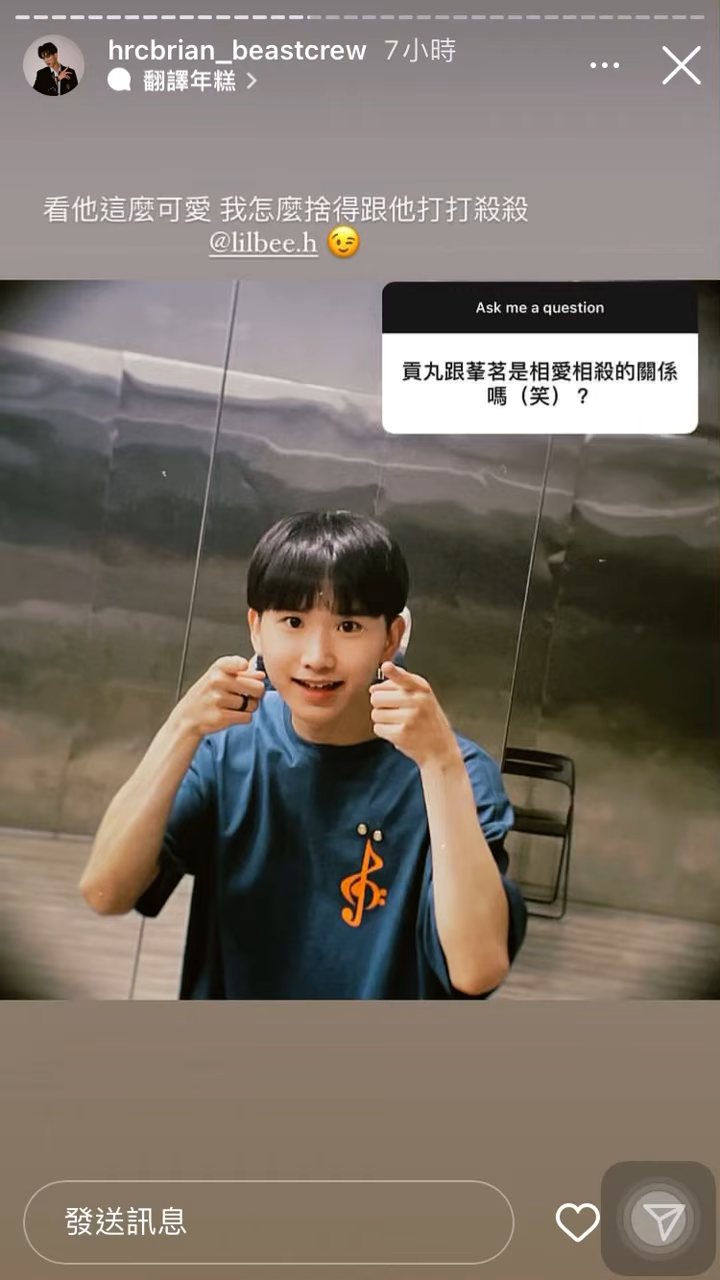 hrcbrian_beastcrew 7小時
翻譯年糕
看他這麼可愛 我怎麼捨得跟他打打殺殺
@lilbee.h 😉
Ask me a question
貢丸跟葦茗是相愛相殺的關係
嗎（笑）？
發送訊息